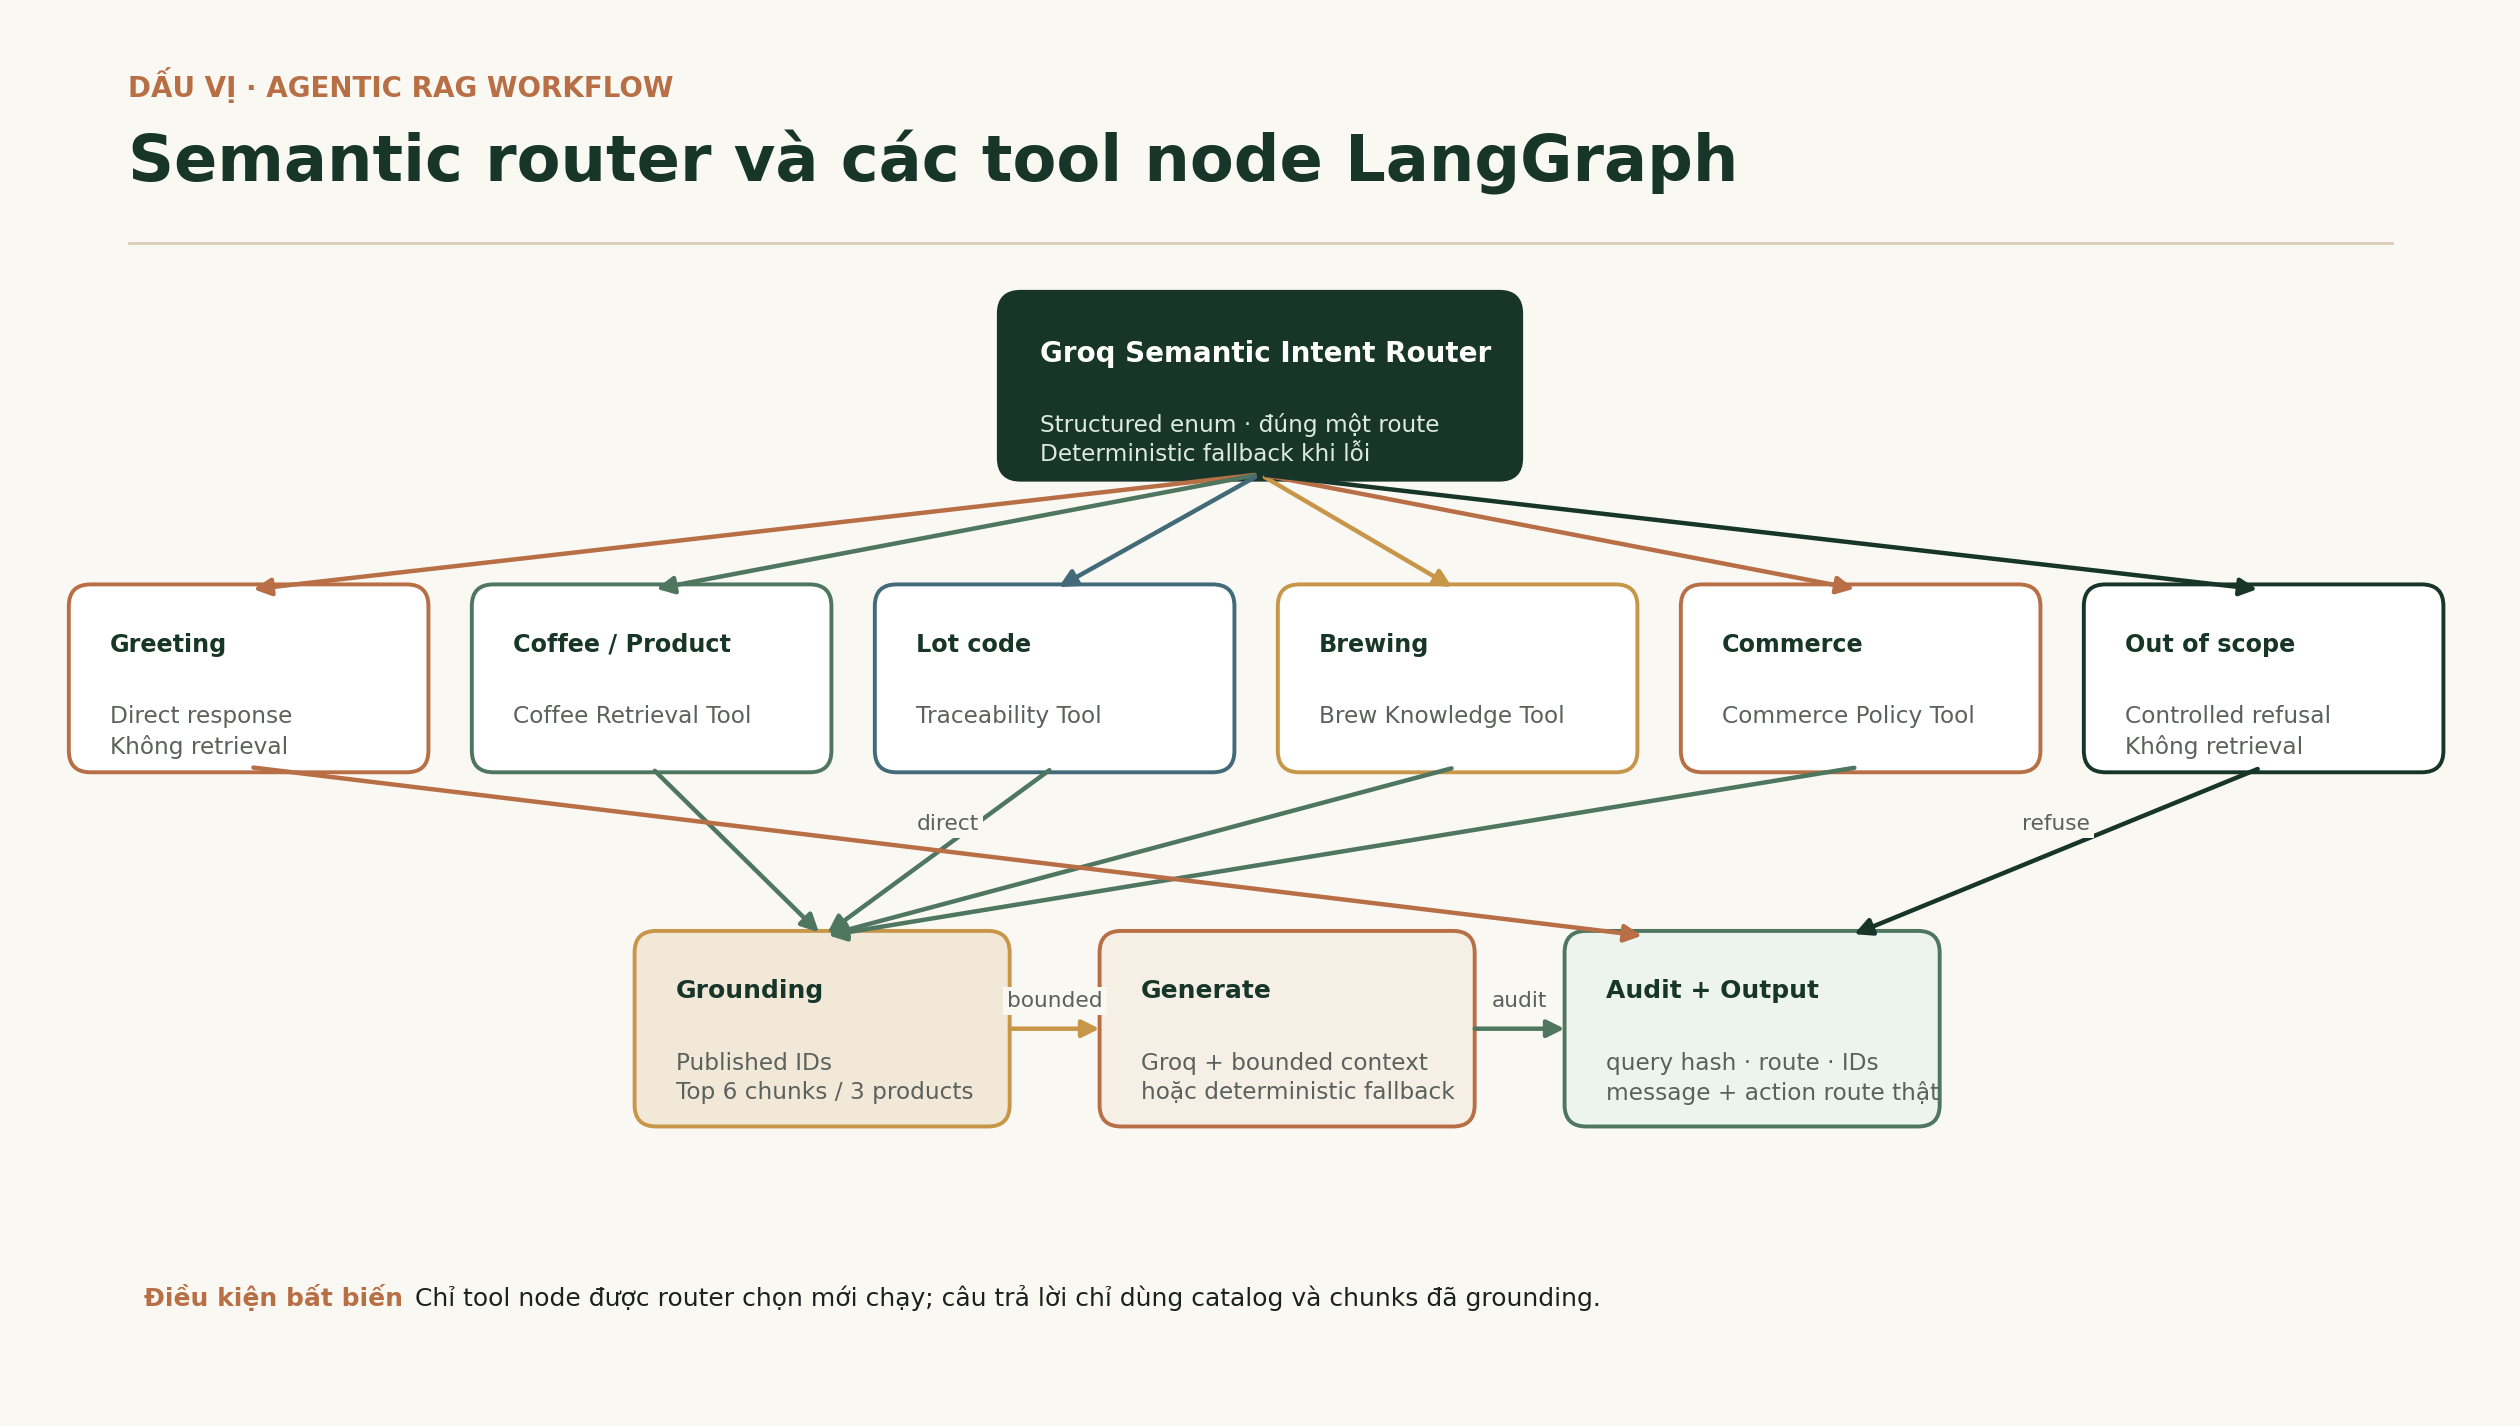 DẤU VỊ · AGENTIC RAG WORKFLOW
Semantic router và các tool node LangGraph
Groq Semantic Intent Router
Structured enum · đúng một route
Deterministic fallback khi lỗi
Greeting
Direct response
Không retrieval
Coffee / Product
Coffee Retrieval Tool
Lot code
Traceability Tool
Brewing
Brew Knowledge Tool
Commerce
Commerce Policy Tool
Out of scope
Controlled refusal
Không retrieval
direct
refuse
Grounding
Published IDs
Top 6 chunks / 3 products
bounded
Generate
Groq + bounded context
hoặc deterministic fallback
audit
Audit + Output
query hash · route · IDs
message + action route thật
Điều kiện bất biến Chỉ tool node được router chọn mới chạy; câu trả lời chỉ dùng catalog và chunks đã grounding.